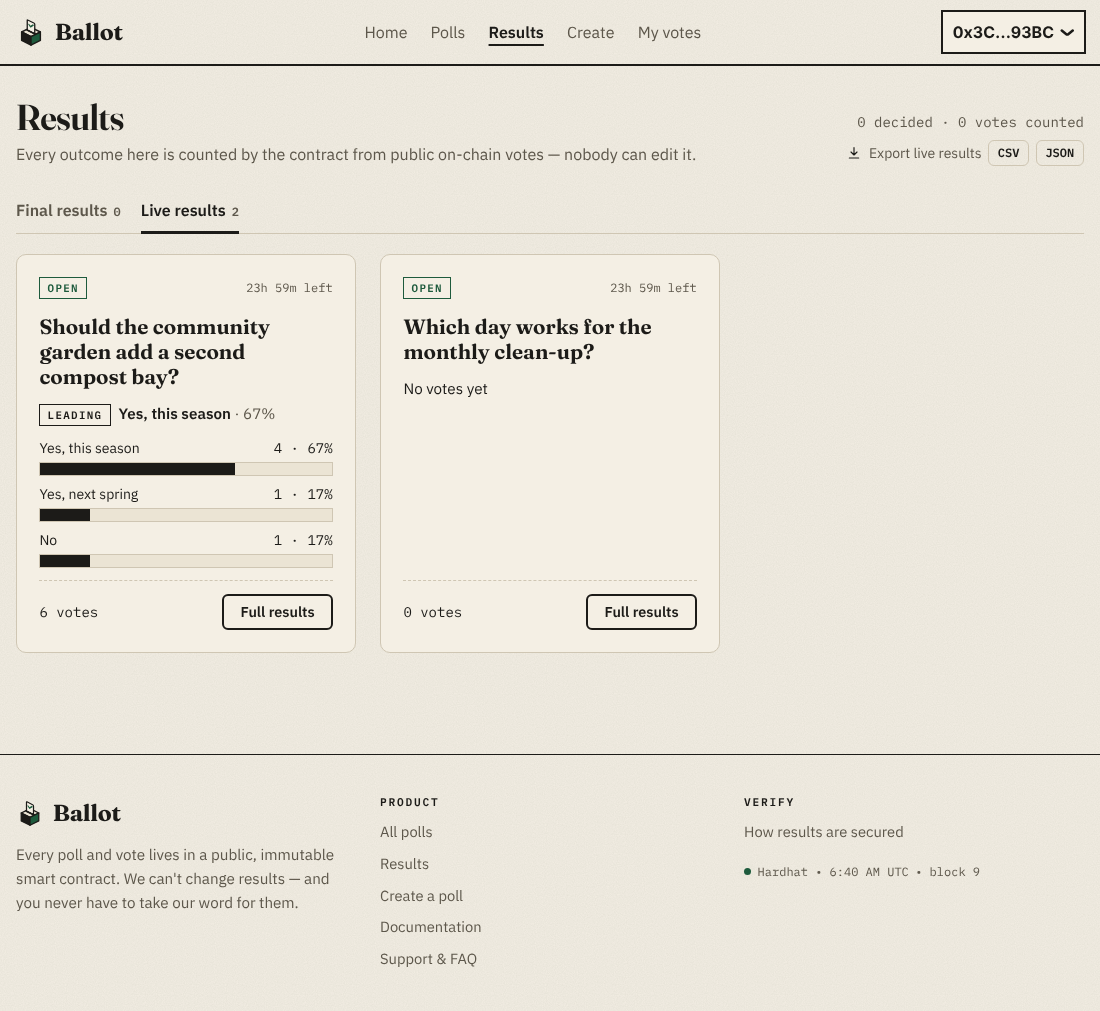 Ballot
Home Polls Results Create My votes
0x3C...93BC
Results
0 decided · 0 votes counted
Every outcome here is counted by the contract from public on-chain votes — nobody can edit it.
Export live results CSV JSON
Final results 0 Live results 2
OPEN 23h 59m left
Should the community
garden add a second
compost bay?
LEADING Yes, this season · 67%
Yes, this season 4 · 67%
Yes, next spring 1 · 17%
No 1 · 17%
6 votes Full results
OPEN 23h 59m left
Which day works for the
monthly clean-up?
No votes yet
0 votes Full results
Ballot
Every poll and vote lives in a public, immutable
smart contract. We can't change results — and
you never have to take our word for them.
PRODUCT
All polls
Results
Create a poll
Documentation
Support & FAQ
VERIFY
How results are secured
Hardhat • 6:40 AM UTC • block 9